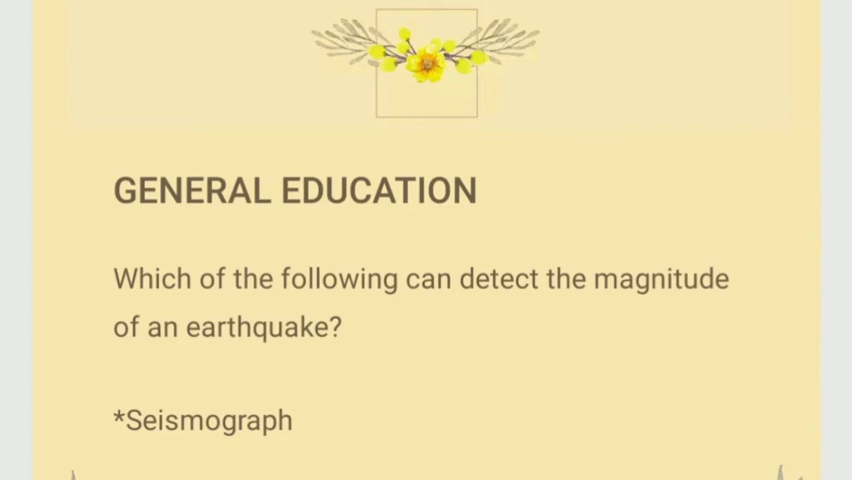 GENERAL EDUCATION
Which of the following can detect the magnitude
of an earthquake?
*Seismograph